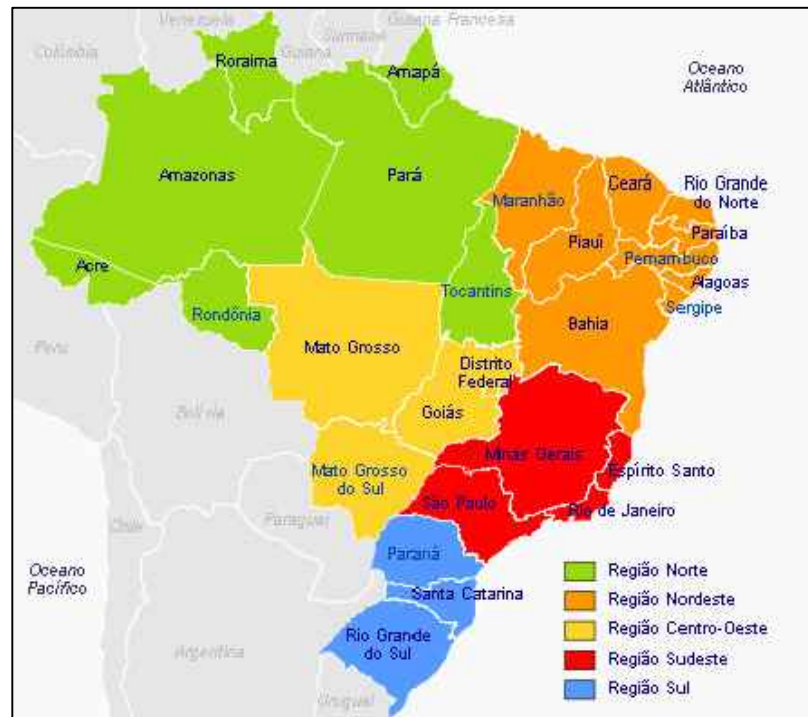 Venezuela
Suriname
Guiana Francesa
Colômbia
Guiana
Roraima
Amapá
Oceano
Atlântico
Amazonas
Pará
Maranhão
Ceará
Rio Grande
do Norte
Piaui
Paraíba
Pernambuco
Acre
Alagoas
Tocantins
Sergipe
Rondônia
Bahia
Peru
Mato Grosso
Distrito
Federal
Goiás
Bolívia
Minas Gerais
Espírito Santo
Mato Grosso
do Sul
Sao Paulo
Rio de Janeiro
Paraguai
Chile
Paraná
Oceano
Pacífico
Santa Catarina
Rio Grande
do Sul
Argentina
Uruguai
Região Norte
Região Nordeste
Região Centro-Oeste
Região Sudeste
Região Sul